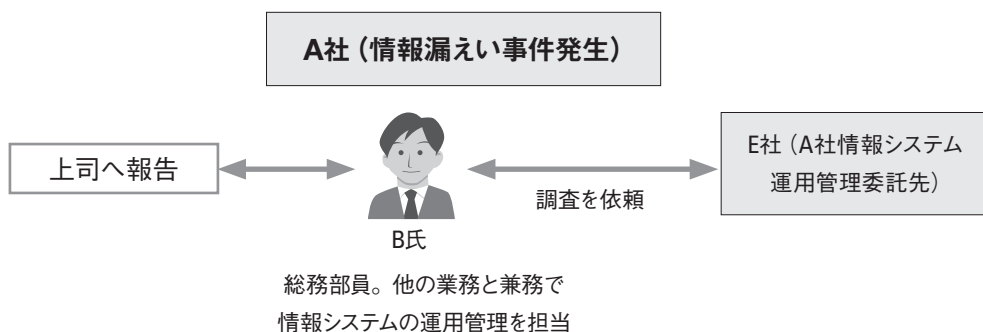 A社（情報漏えい事件発生）
上司へ報告
調査を依頼
E社（A社情報システム
運用管理委託先）
B氏
総務部員。他の業務と兼務で
情報システムの運用管理を担当